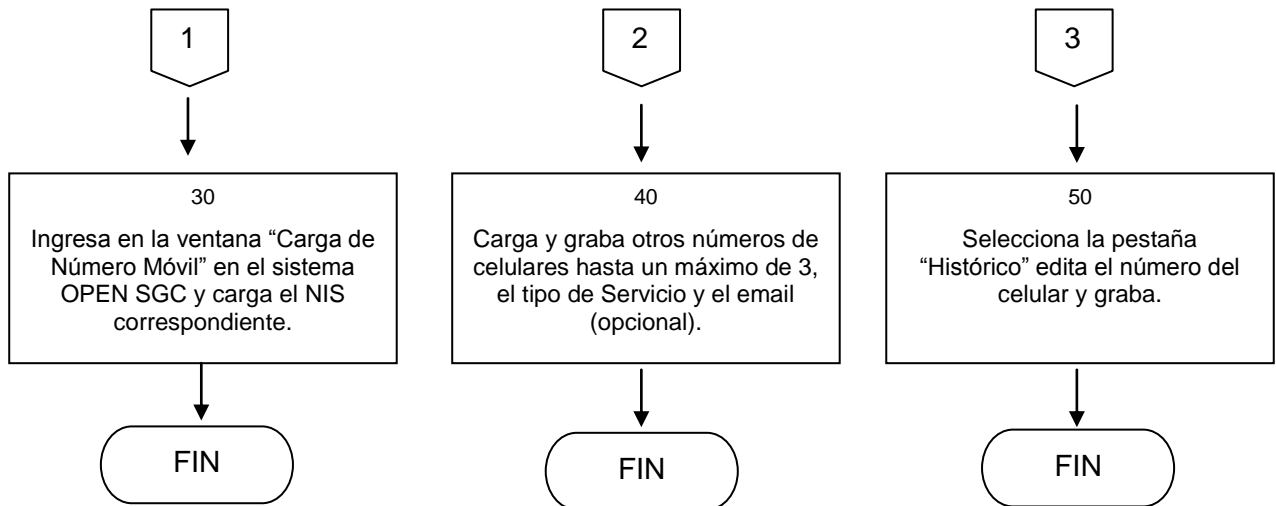 1
2
3
30
Ingresa en la ventana “Carga de
Número Móvil” en el sistema
OPEN SGC y carga el NIS
correspondiente.
40
Carga y graba otros números de
celulares hasta un máximo de 3,
el tipo de Servicio y el email
(opcional).
50
Selecciona la pestaña
“Histórico” edita el número del
celular y graba.
FIN
FIN
FIN